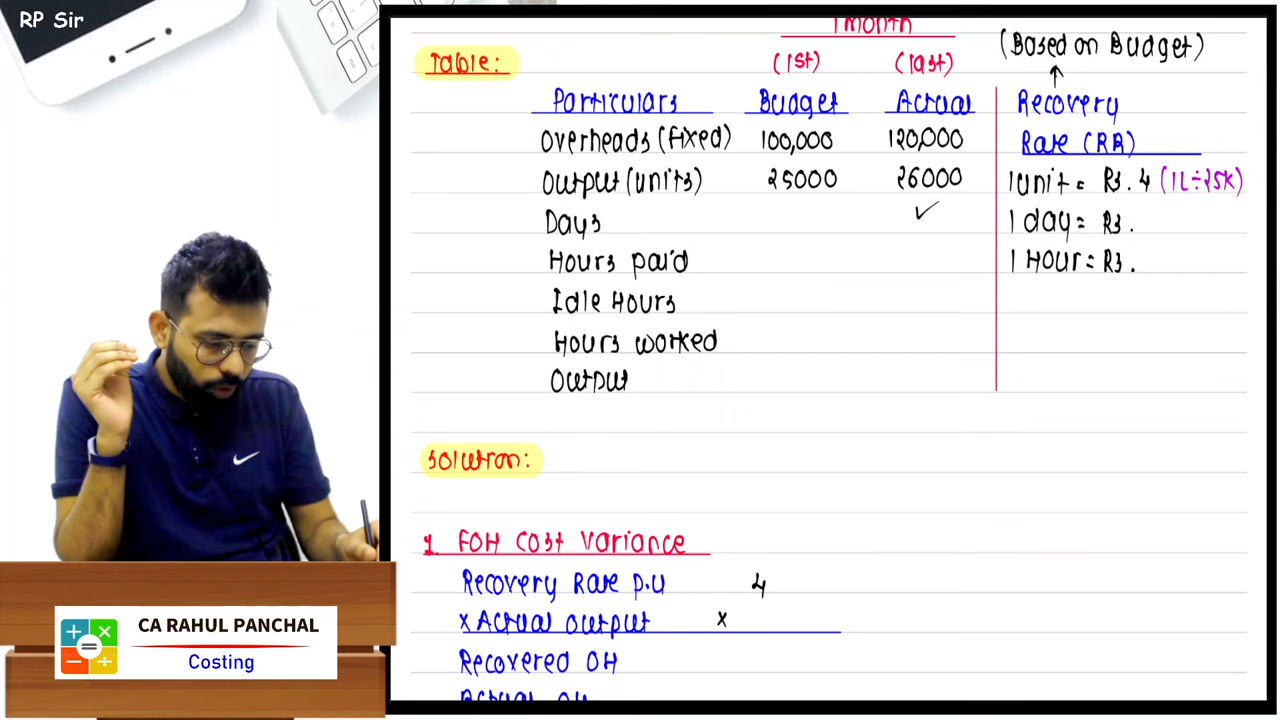 RP Sir
1 month
(Based on Budget)
Table:
(1st) (last)
Particulars Budget Actual Recovery
Overheads (fixed) 100,000 120,000 Rate (RR)
Output (units) 25000 26000 1 unit = Rs. 4 (1L÷25K)
Days ✓ 1 day = Rs.
Hours paid 1 Hour = Rs.
Idle Hours
Hours worked
Output
Solution:
1. FOH Cost Variance
Recovery Rate P.U 4
x Actual output x
Recovered OH
Actual OH
CA RAHUL PANCHAL
Costing